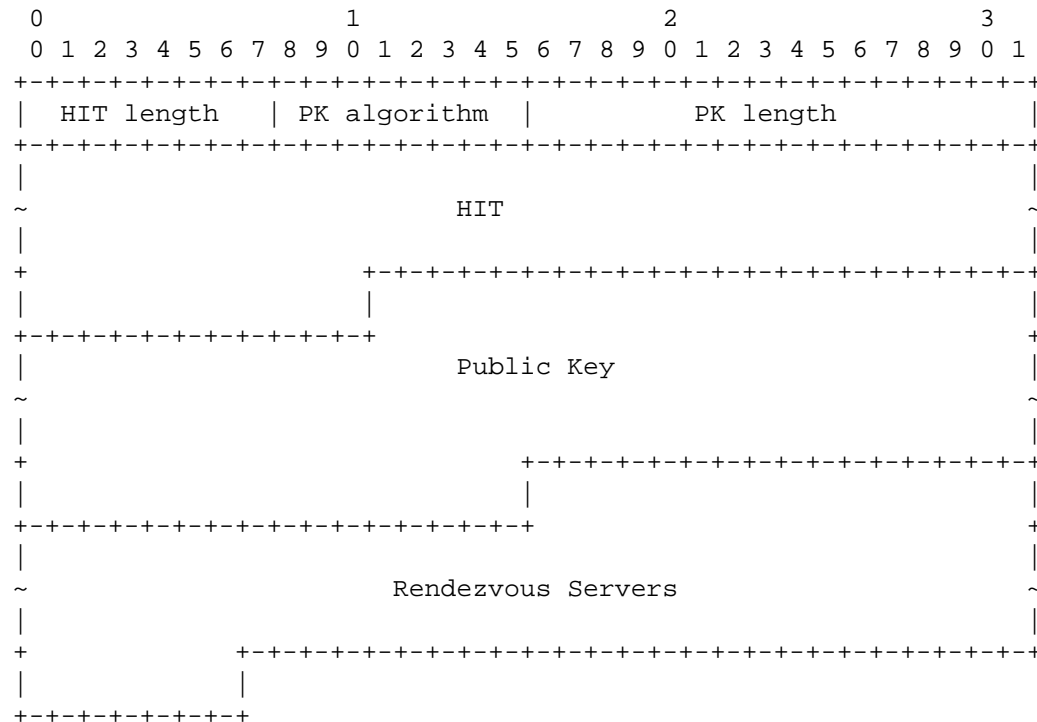 0                   1                   2                   3
0 1 2 3 4 5 6 7 8 9 0 1 2 3 4 5 6 7 8 9 0 1 2 3 4 5 6 7 8 9 0 1
HIT length PK algorithm PK length
HIT
Public Key
Rendezvous Servers